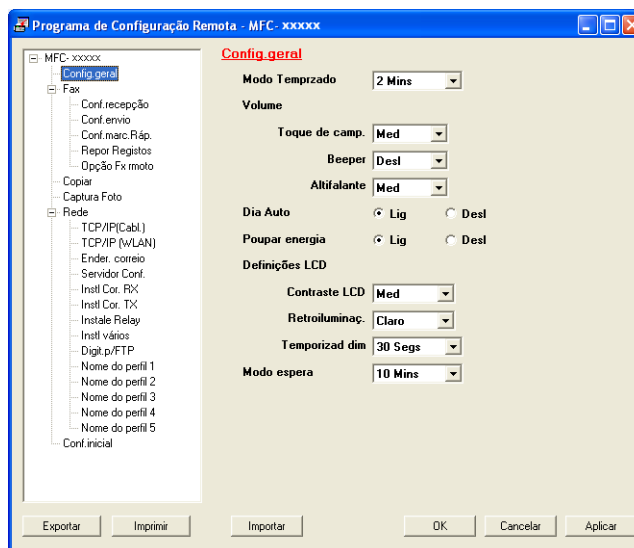 Programa de Configuração Remota - MFC- xxxxx
MFC- xxxxx
Config.geral
Fax
Conf.recepção
Conf.envio
Conf.marc.Ráp.
Repor Registos
Opção Fx rmoto
Copiar
Captura Foto
Rede
TCP/IP(Cabl.)
TCP/IP (WLAN)
Ender. correio
Servidor Conf.
Instl Cor. RX
Instl Cor. TX
Instale Relay
Instl vários
Digit.p/FTP
Nome do perfil 1
Nome do perfil 2
Nome do perfil 3
Nome do perfil 4
Nome do perfil 5
Conf.inicial
Config.geral
Modo Temprzado 2 Mins
Volume
Toque de camp. Med
Beeper Desl
Altifalante Med
Dia Auto Lig Desl
Poupar energia Lig Desl
Definições LCD
Contraste LCD Med
Retroiluminaç. Claro
Temporizad dim 30 Segs
Modo espera 10 Mins
Exportar Imprimir Importar OK Cancelar Aplicar